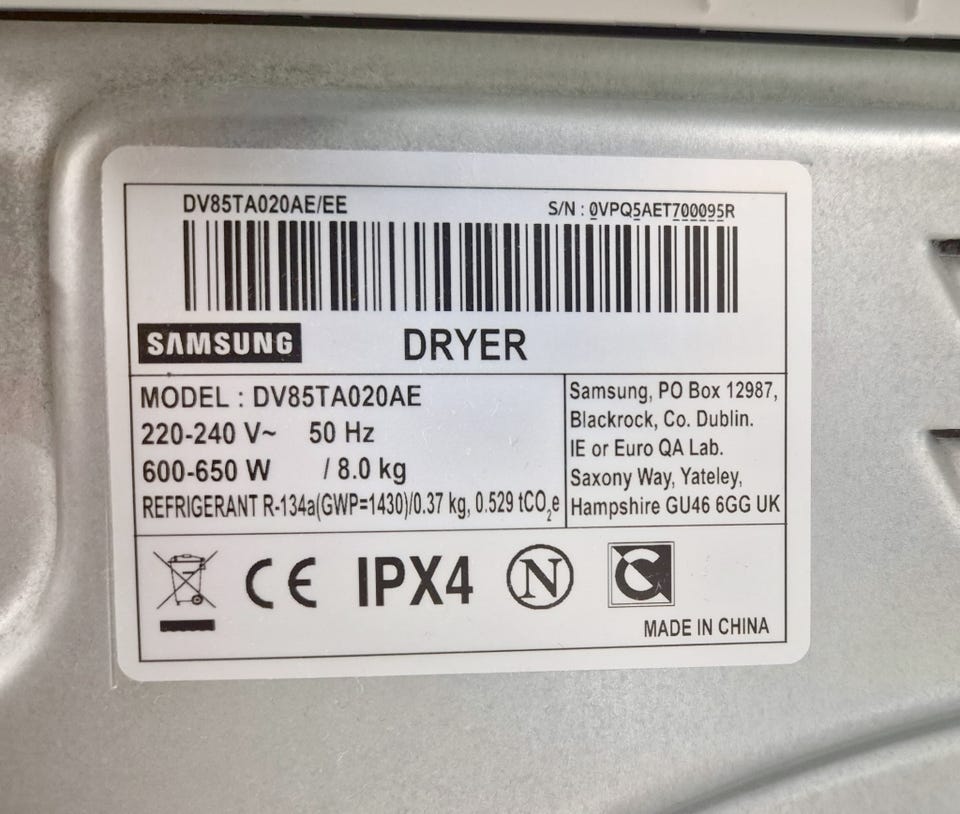 DV85TA020AE/EE
S/N : 0VPQ5AET700095R
SAMSUNG
DRYER
MODEL : DV85TA020AE
220-240 V~ 50 Hz
600-650 W / 8.0 kg
REFRIGERANT R-134a(GWP=1430)/0.37 kg, 0.529 tCO₂e
Samsung, PO Box 12987,
Blackrock, Co. Dublin.
IE or Euro QA Lab.
Saxony Way, Yateley,
Hampshire GU46 6GG UK
CE IPX4 N
MADE IN CHINA